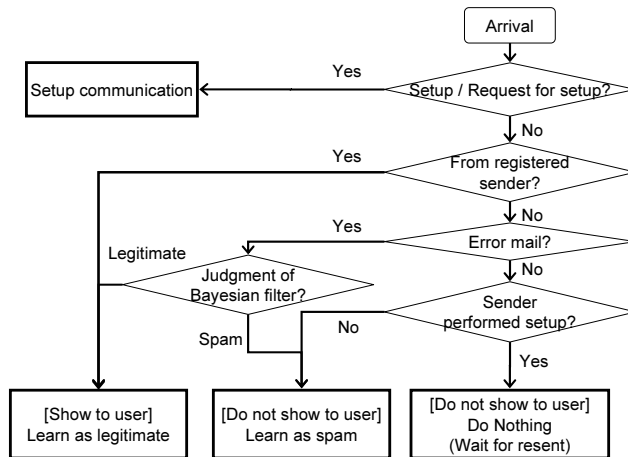 Arrival
Yes
Setup communication
Setup / Request for setup?
No
Yes
From registered
sender?
No
Yes
Error mail?
Legitimate
Judgment of
Bayesian filter?
No
Sender
performed setup?
Spam
No
Yes
[Show to user]
Learn as legitimate
[Do not show to user]
Learn as spam
[Do not show to user]
Do Nothing
(Wait for resent)